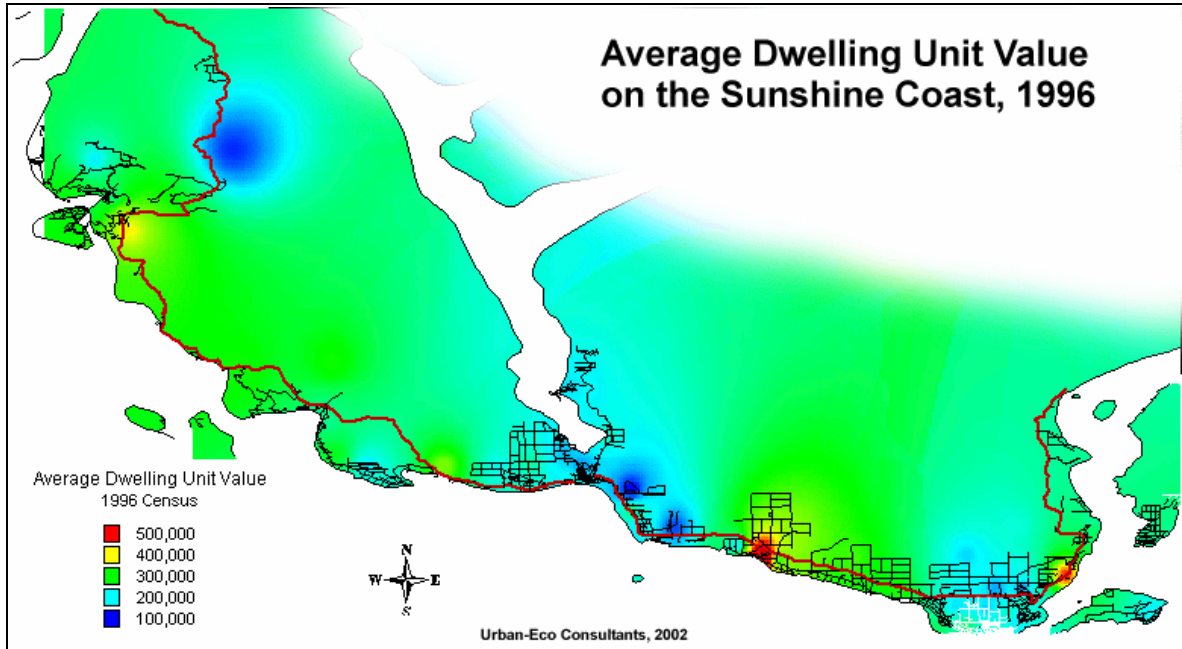 Average Dwelling Unit Value
on the Sunshine Coast, 1996
Average Dwelling Unit Value
1996 Census
500,000
400,000
300,000
200,000
100,000
N
W E
S
Urban-Eco Consultants, 2002